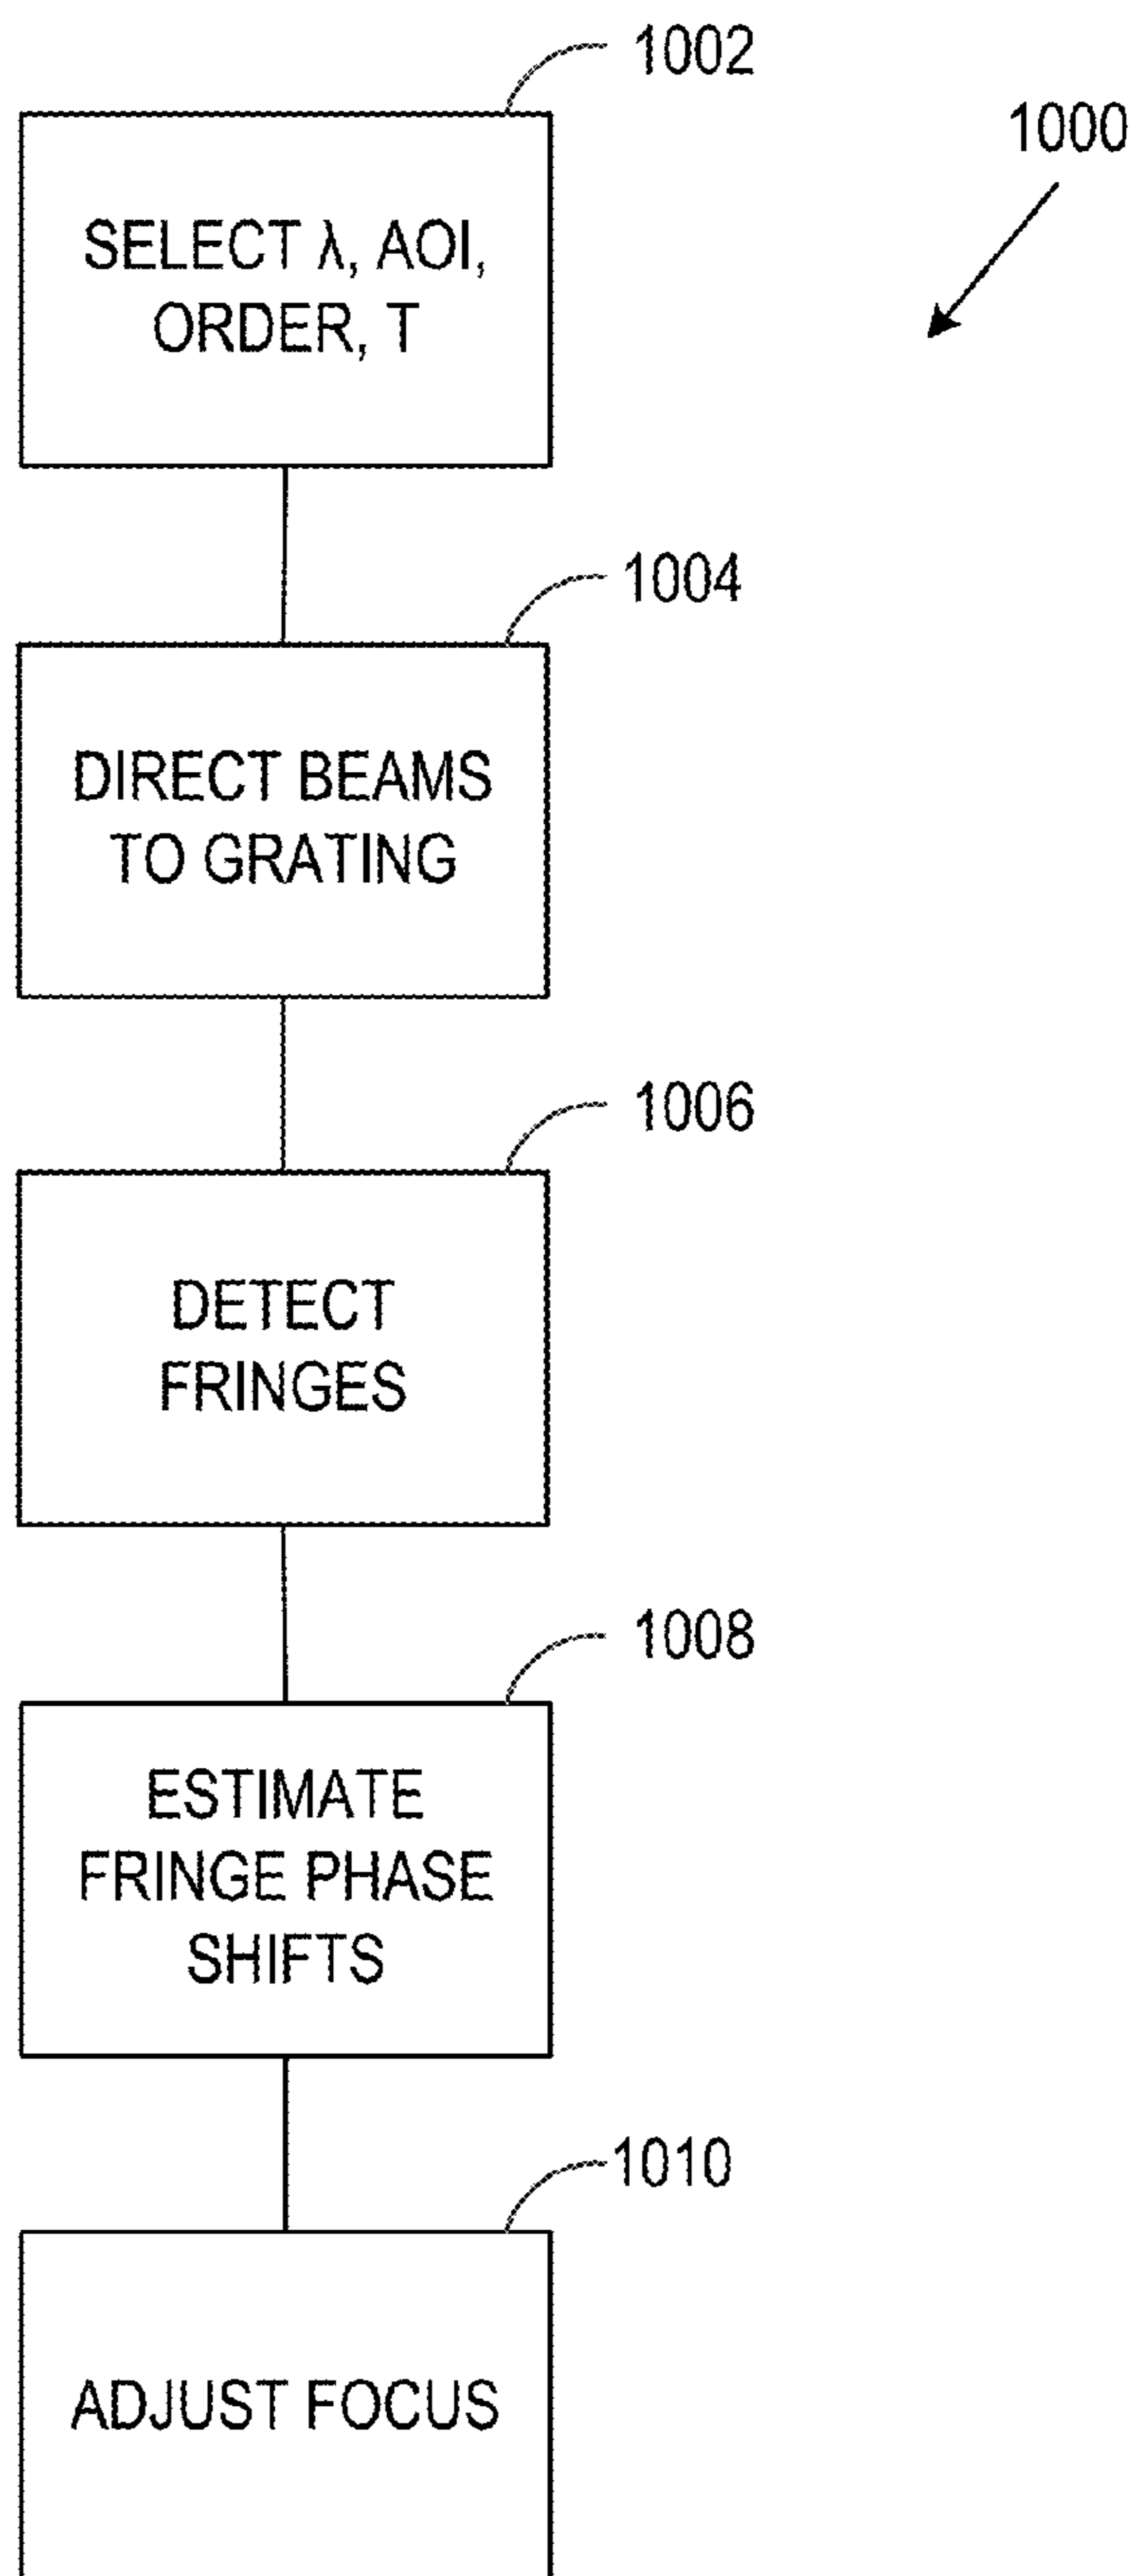 1002
1000
SELECT λ, AOI,
ORDER, T
1004
DIRECT BEAMS
TO GRATING
1006
DETECT
FRINGES
1008
ESTIMATE
FRINGE PHASE
SHIFTS
1010
ADJUST FOCUS